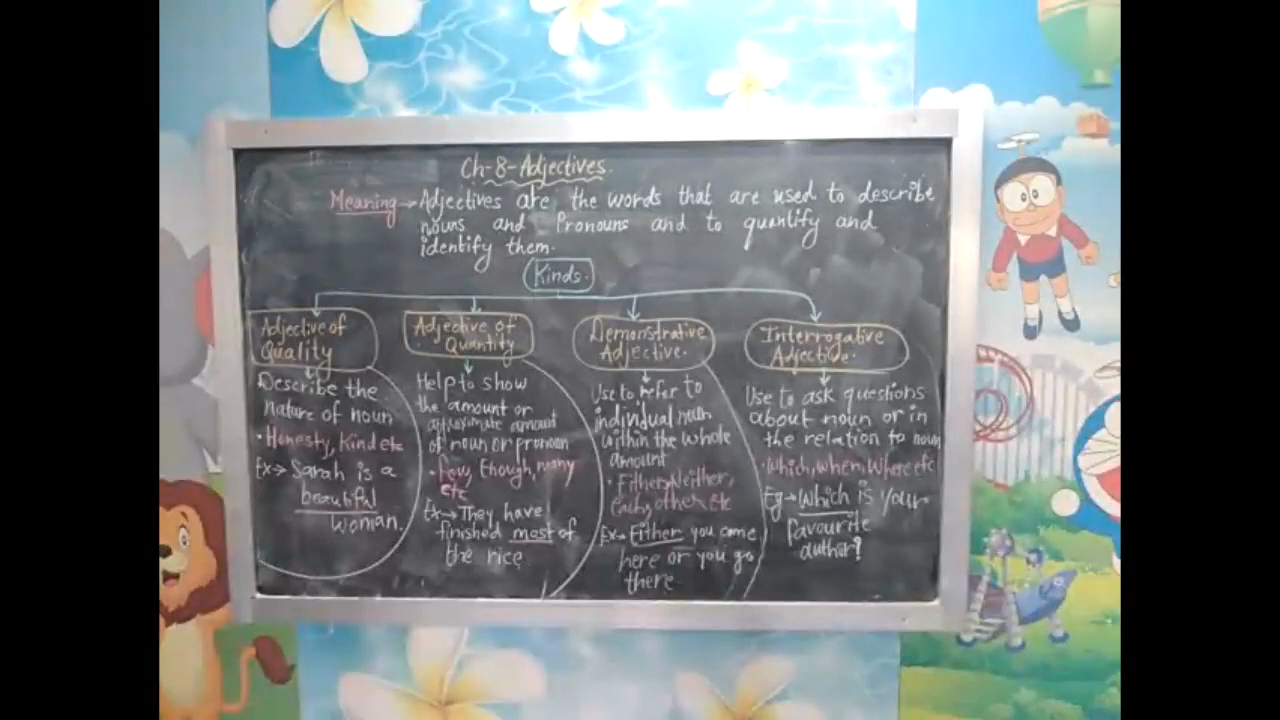 Ch-8-Adjectives.
Meaning → Adjectives are the words that are used to describe
nouns and Pronouns and to quantify and
identify them.
Kinds.
Adjective of
Quality
Describe the
nature of noun
• Honesty, Kind etc
Ex→ Sarah is a
beautiful
woman.
Adjective of
Quantity
Help to show
the amount or
approximate amount
of noun or pronoun
• Few, Enough, many
etc
Ex→ They have
finished most of
the rice
Demonstrative
Adjective.
Use to refer to
individual noun
within the whole
amount
• Either, Neither,
Each, other etc
Ex→ Either you come
here or you go
there
Interrogative
Adjective.
Use to ask questions
about noun or in
the relation to noun
• Which, when, Where etc
Eg→ Which is your
favourite
author?